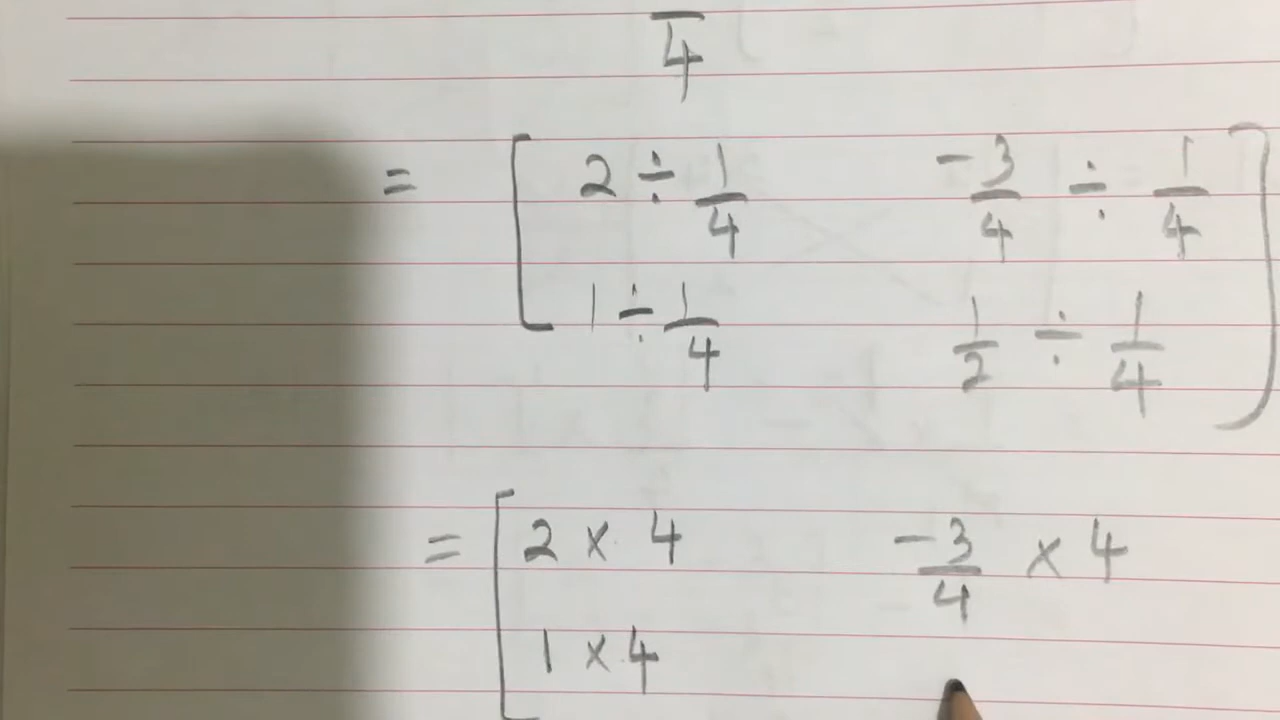 4
= [ 2 ÷ 1/4   -3/4 ÷ 1/4
1 ÷ 1/4   1/2 ÷ 1/4 ]
= [ 2 × 4   -3/4 × 4
1 × 4